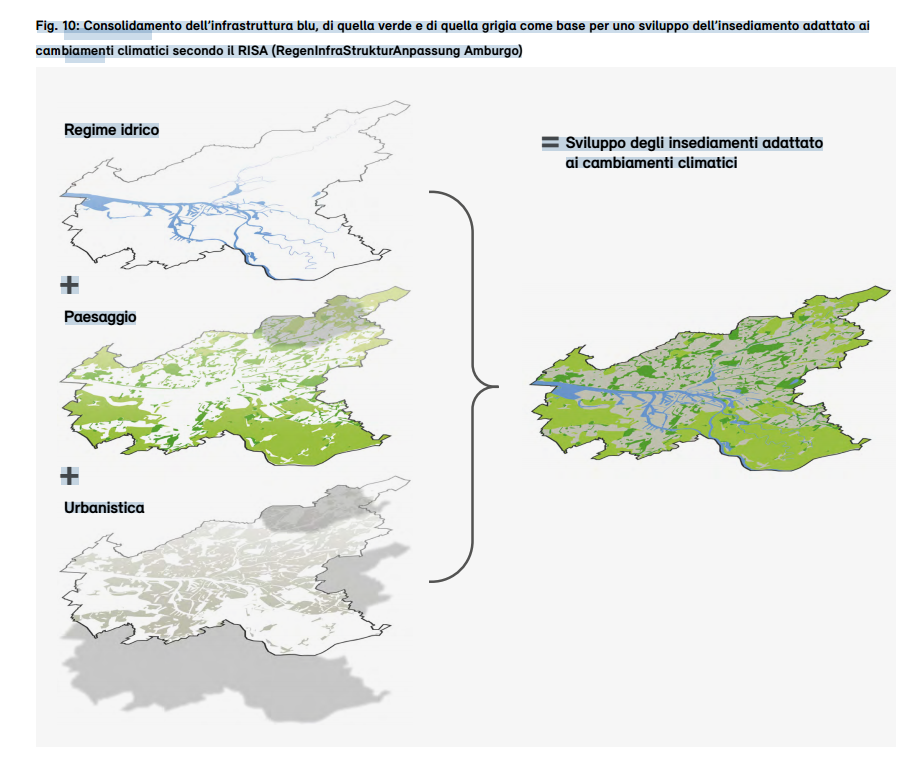 Fig. 10: Consolidamento dell'infrastruttura blu, di quella verde e di quella grigia come base per uno sviluppo dell'insediamento adattato ai
cambiamenti climatici secondo il RISA (RegenInfraStrukturAnpassung Amburgo)
Regime idrico
+
Paesaggio
+
Urbanistica
= Sviluppo degli insediamenti adattato
ai cambiamenti climatici